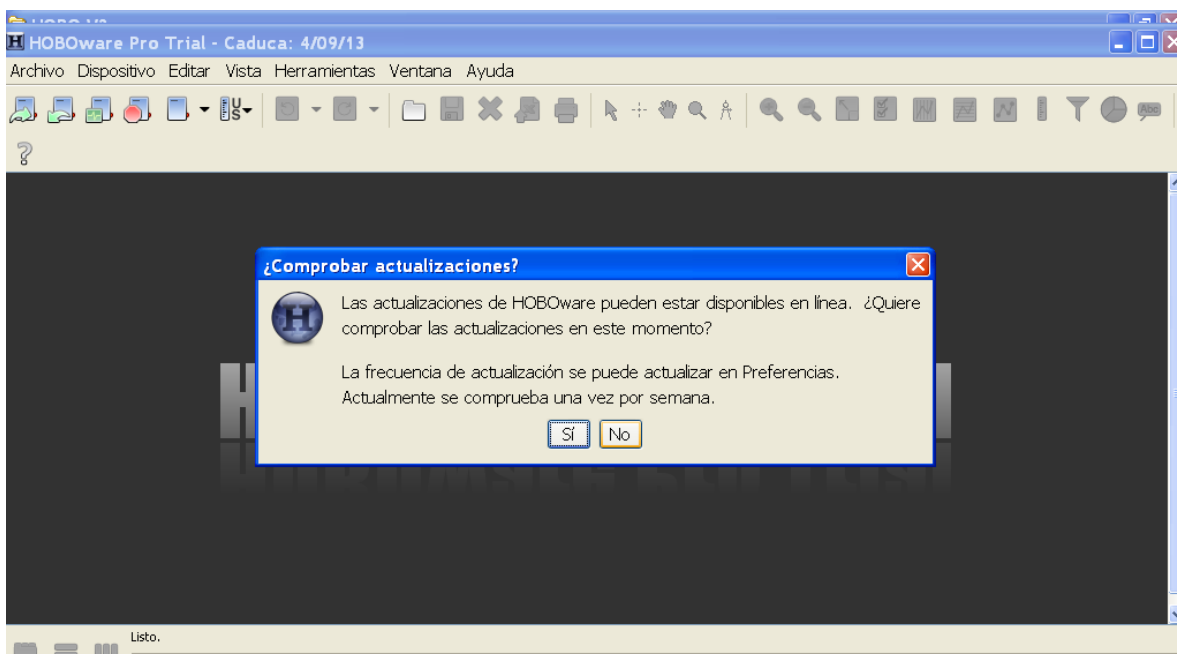 HOBOware Pro Trial - Caduca: 4/09/13
Archivo Dispositivo Editar Vista Herramientas Ventana Ayuda
Abc
¿Comprobar actualizaciones?
Las actualizaciones de HOBOware pueden estar disponibles en línea. ¿Quiere
comprobar las actualizaciones en este momento?
La frecuencia de actualización se puede actualizar en Preferencias.
Actualmente se comprueba una vez por semana.
Sí No
Listo.